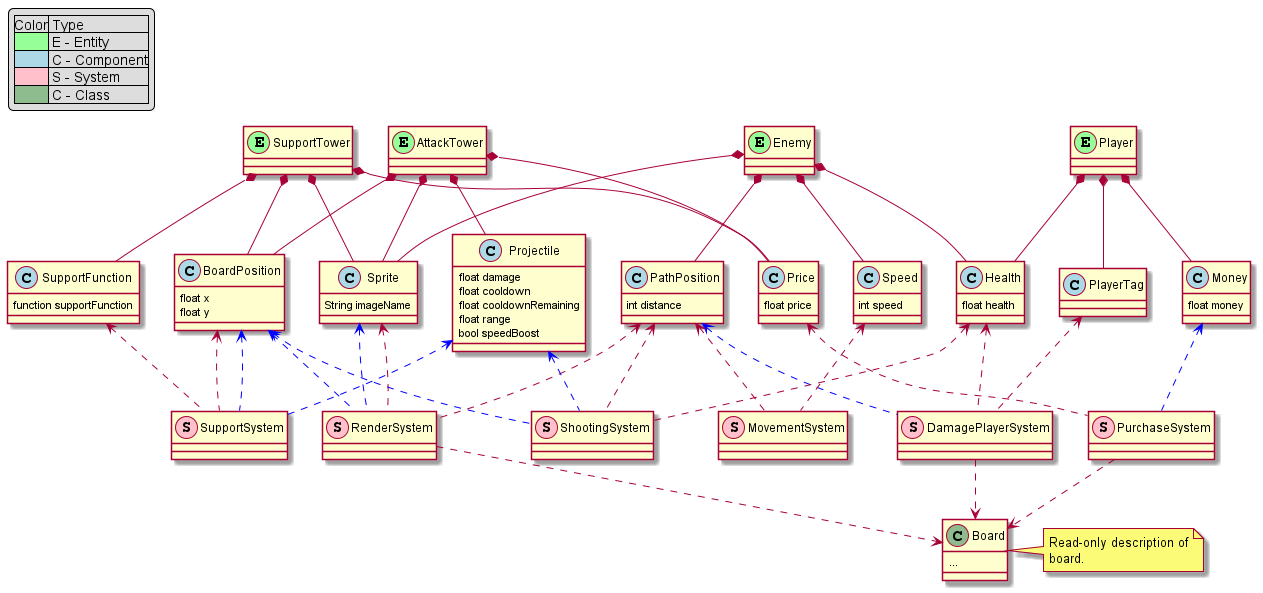 Color Type
E - Entity
C - Component
S - System
C - Class
E SupportTower
E AttackTower
E Enemy
E Player
C SupportFunction
function supportFunction
C BoardPosition
float x
float y
C Sprite
String imageName
C Projectile
float damage
float cooldown
float cooldownRemaining
float range
bool speedBoost
C PathPosition
int distance
C Price
float price
C Speed
int speed
C Health
float health
C PlayerTag
C Money
float money
S SupportSystem
S RenderSystem
S ShootingSystem
S MovementSystem
S DamagePlayerSystem
S PurchaseSystem
C Board
...
Read-only description of
board.